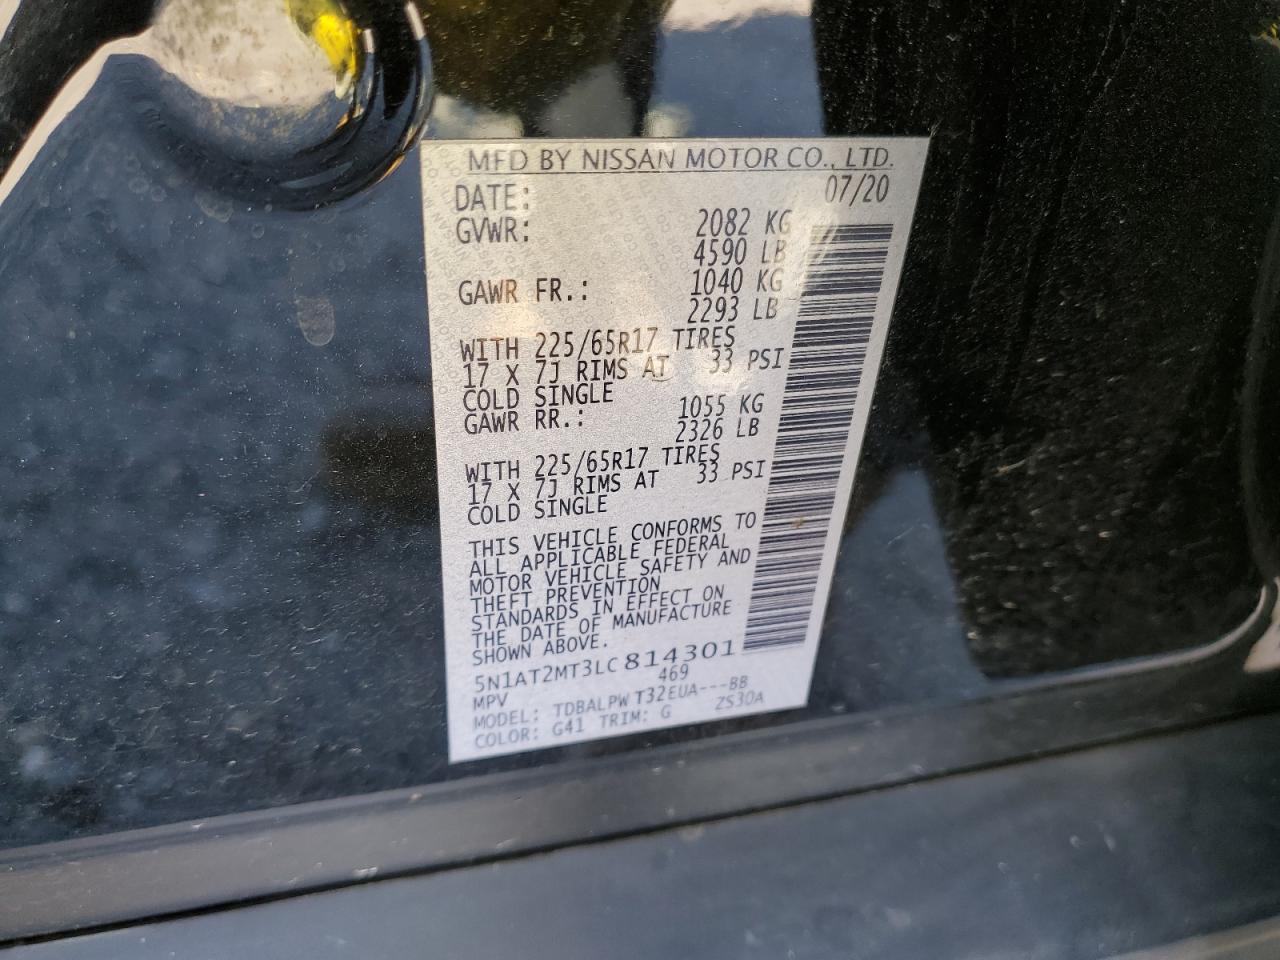 MFD BY NISSAN MOTOR CO., LTD.
DATE: 07/20
GVWR: 2082 KG
4590 LB
GAWR FR.: 1040 KG
2293 LB
WITH 225/65R17 TIRES
17 X 7J RIMS AT 33 PSI
COLD SINGLE
GAWR RR.: 1055 KG
2326 LB
WITH 225/65R17 TIRES
17 X 7J RIMS AT 33 PSI
COLD SINGLE
THIS VEHICLE CONFORMS TO
ALL APPLICABLE FEDERAL
MOTOR VEHICLE SAFETY AND
THEFT PREVENTION
STANDARDS IN EFFECT ON
THE DATE OF MANUFACTURE
SHOWN ABOVE.
5N1AT2MT3LC814301
MPV 469
MODEL: TDBALPW T32EUA---BB
COLOR: G41 TRIM: G ZS30A